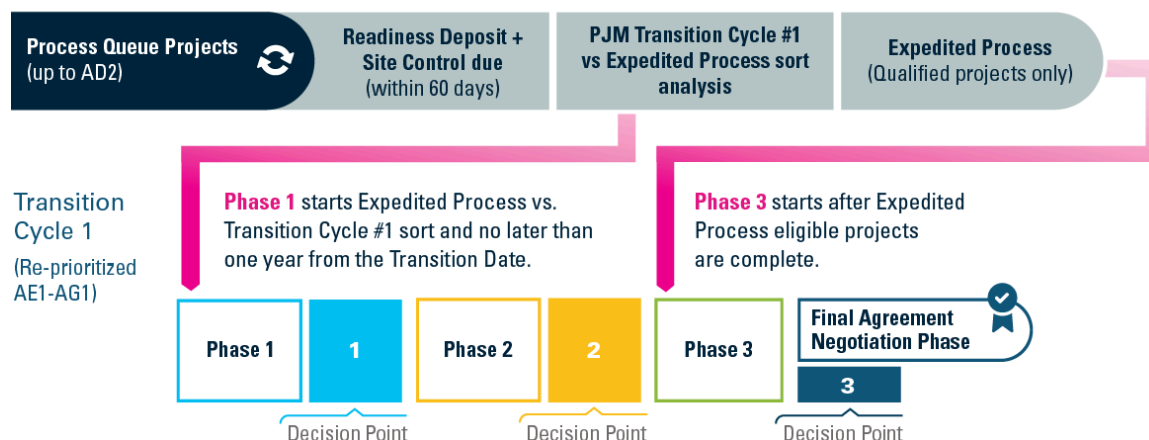 Process Queue Projects
(up to AD2)
Readiness Deposit +
Site Control due
(within 60 days)
PJM Transition Cycle #1
vs Expedited Process sort
analysis
Expedited Process
(Qualified projects only)
Transition
Cycle 1
(Re-prioritized
AE1-AG1)
Phase 1 starts Expedited Process vs.
Transition Cycle #1 sort and no later than
one year from the Transition Date.
Phase 3 starts after Expedited
Process eligible projects
are complete.
Phase 1
1
Phase 2
2
Phase 3
Final Agreement
Negotiation Phase
3
Decision Point
Decision Point
Decision Point